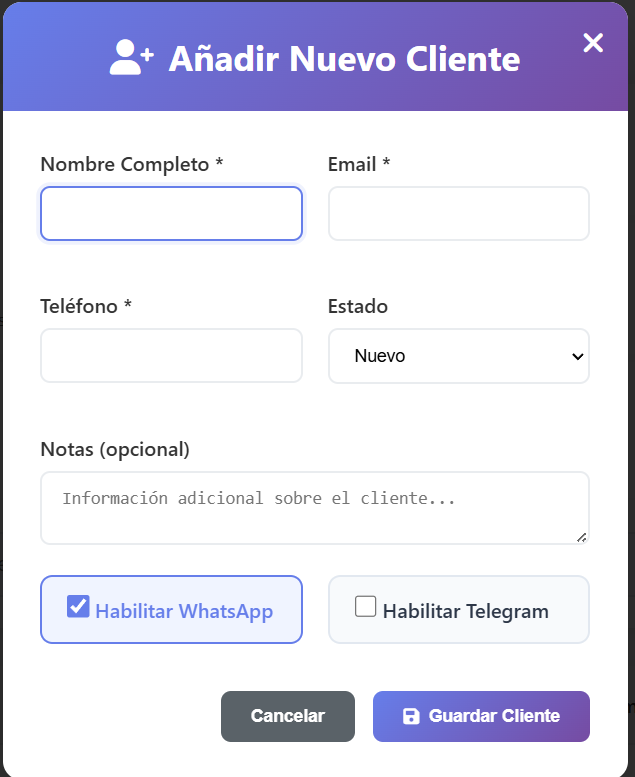 Añadir Nuevo Cliente
Nombre Completo *
Email *
Teléfono *
Estado
Nuevo
Notas (opcional)
Información adicional sobre el cliente...
Habilitar WhatsApp
Habilitar Telegram
Cancelar
Guardar Cliente